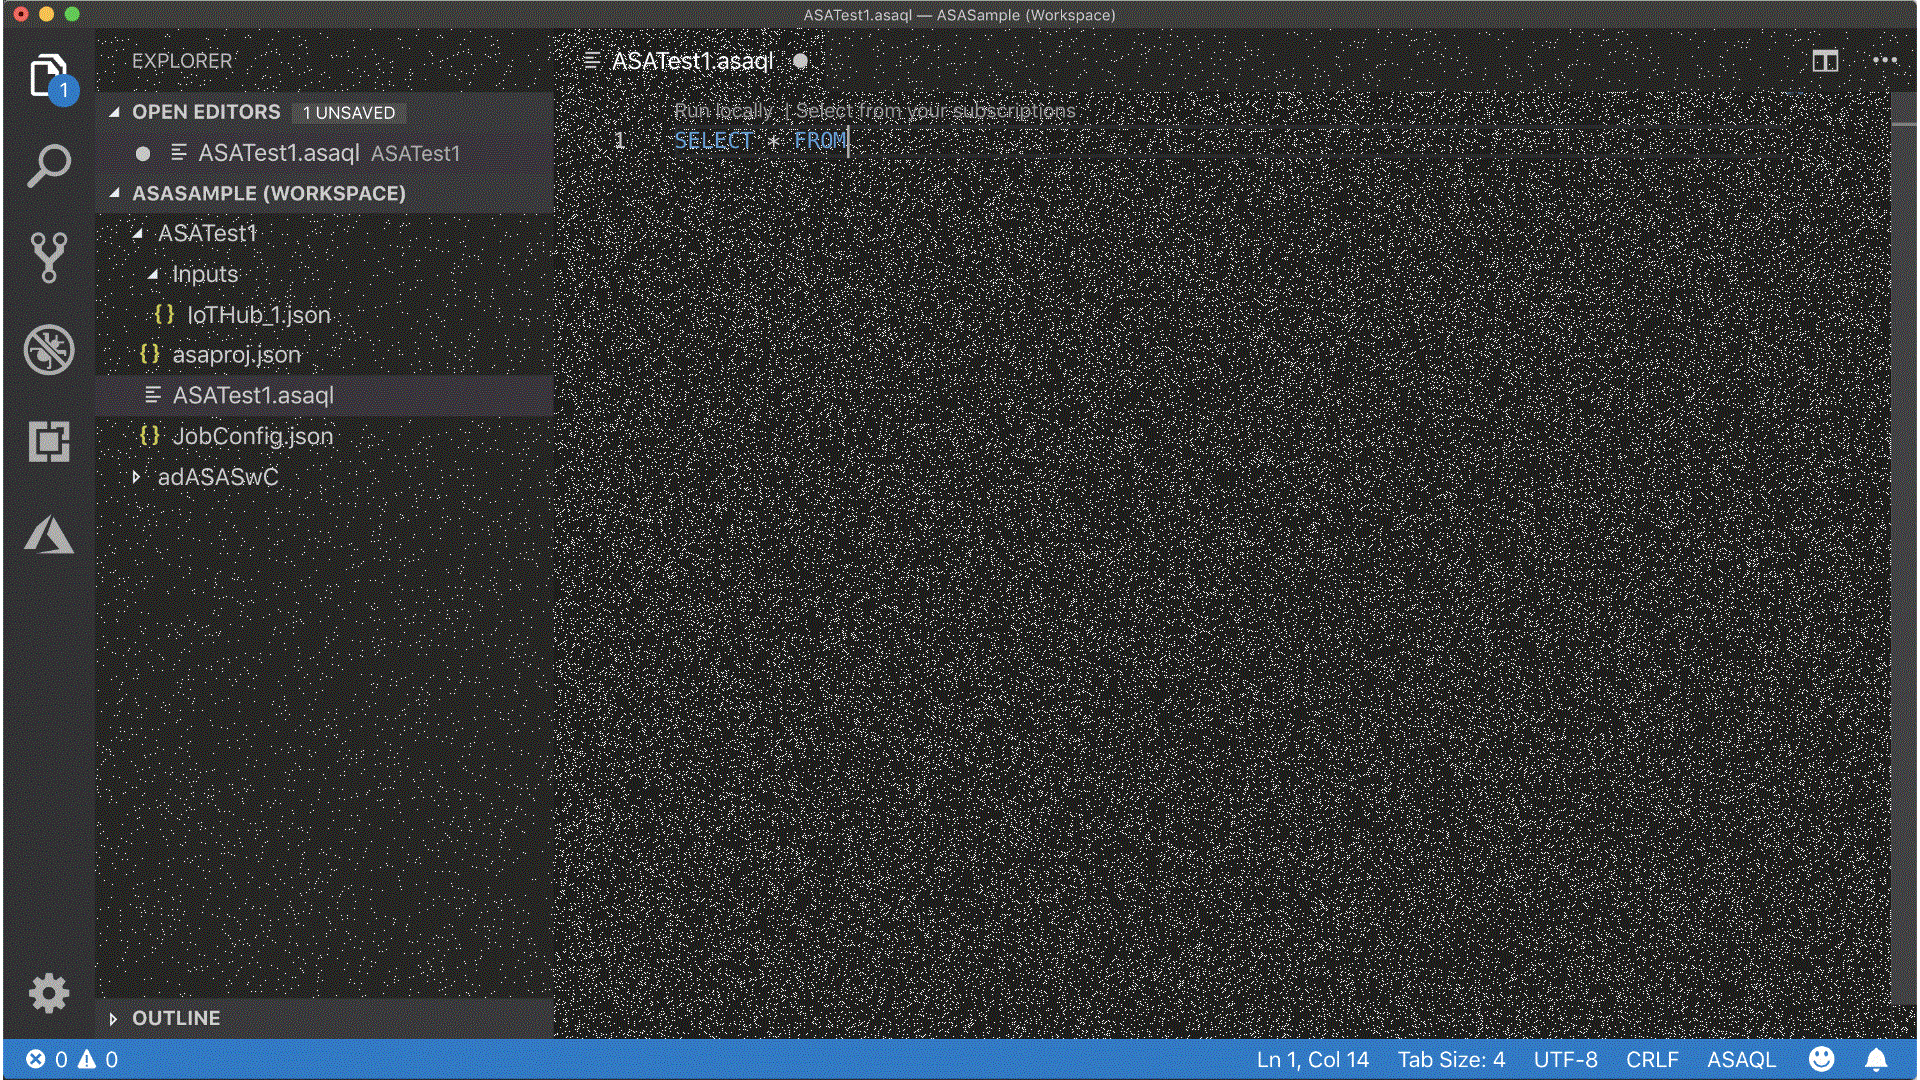 ASATest1.asaql — ASASample (Workspace)
1
EXPLORER
OPEN EDITORS 1 UNSAVED
ASATest1.asaql ASATest1
ASASAMPLE (WORKSPACE)
ASATest1
Inputs
{} IoTHub_1.json
{} asaproj.json
ASATest1.asaql
{} JobConfig.json
adASASwC
OUTLINE
ASATest1.asaql
Run locally | Select from your subscriptions
1 SELECT * FROM
0 0 Ln 1, Col 14 Tab Size: 4 UTF-8 CRLF ASAQL